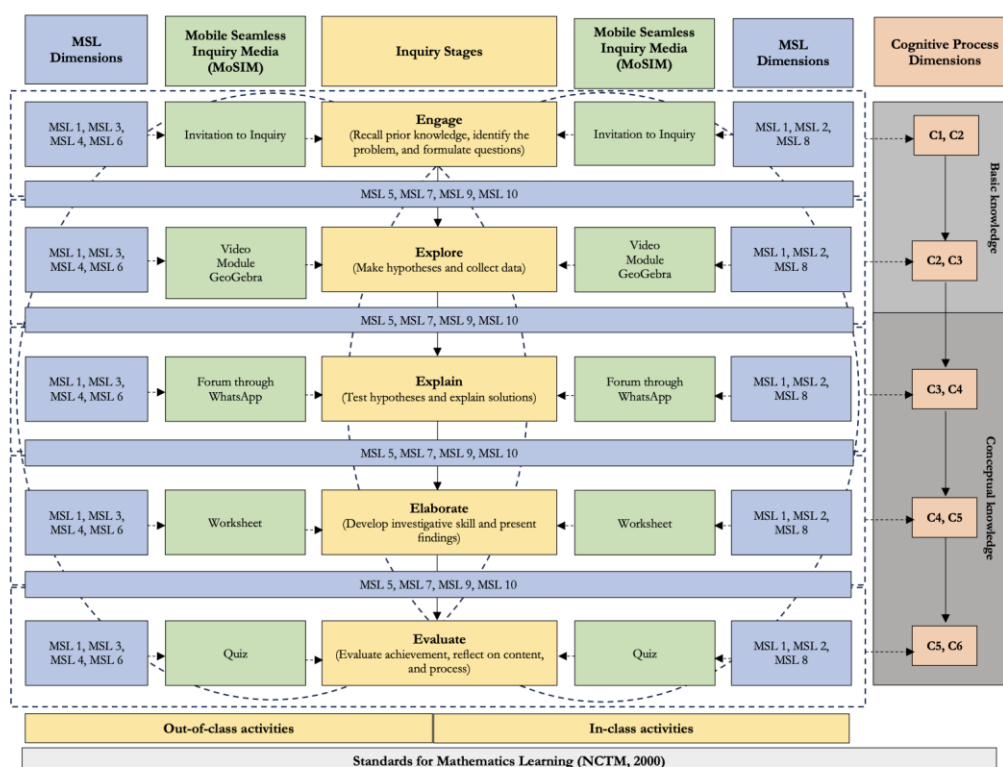 MSL
Dimensions
Mobile Seamless
Inquiry Media
(MoSIM)
Inquiry Stages
Mobile Seamless
Inquiry Media
(MoSIM)
MSL
Dimensions
Cognitive Process
Dimensions
MSL 1, MSL 3,
MSL 4, MSL 6
Invitation to Inquiry
Engage
(Recall prior knowledge, identify the
problem, and formulate questions)
Invitation to Inquiry
MSL 1, MSL 2,
MSL 8
C1, C2
Basic knowledge
MSL 5, MSL 7, MSL 9, MSL 10
MSL 1, MSL 3,
MSL 4, MSL 6
Video
Module
GeoGebra
Explore
(Make hypotheses and collect data)
Video
Module
GeoGebra
MSL 1, MSL 2,
MSL 8
C2, C3
MSL 5, MSL 7, MSL 9, MSL 10
MSL 1, MSL 3,
MSL 4, MSL 6
Forum through
WhatsApp
Explain
(Test hypotheses and explain solutions)
Forum through
WhatsApp
MSL 1, MSL 2,
MSL 8
C3, C4
Conceptual knowledge
MSL 5, MSL 7, MSL 9, MSL 10
MSL 1, MSL 3,
MSL 4, MSL 6
Worksheet
Elaborate
(Develop investigative skill and present
findings)
Worksheet
MSL 1, MSL 2,
MSL 8
C4, C5
MSL 5, MSL 7, MSL 9, MSL 10
MSL 1, MSL 3,
MSL 4, MSL 6
Quiz
Evaluate
(Evaluate achievement, reflect on content,
and process)
Quiz
MSL 1, MSL 2,
MSL 8
C5, C6
Out-of-class activities
In-class activities
Standards for Mathematics Learning (NCTM, 2000)